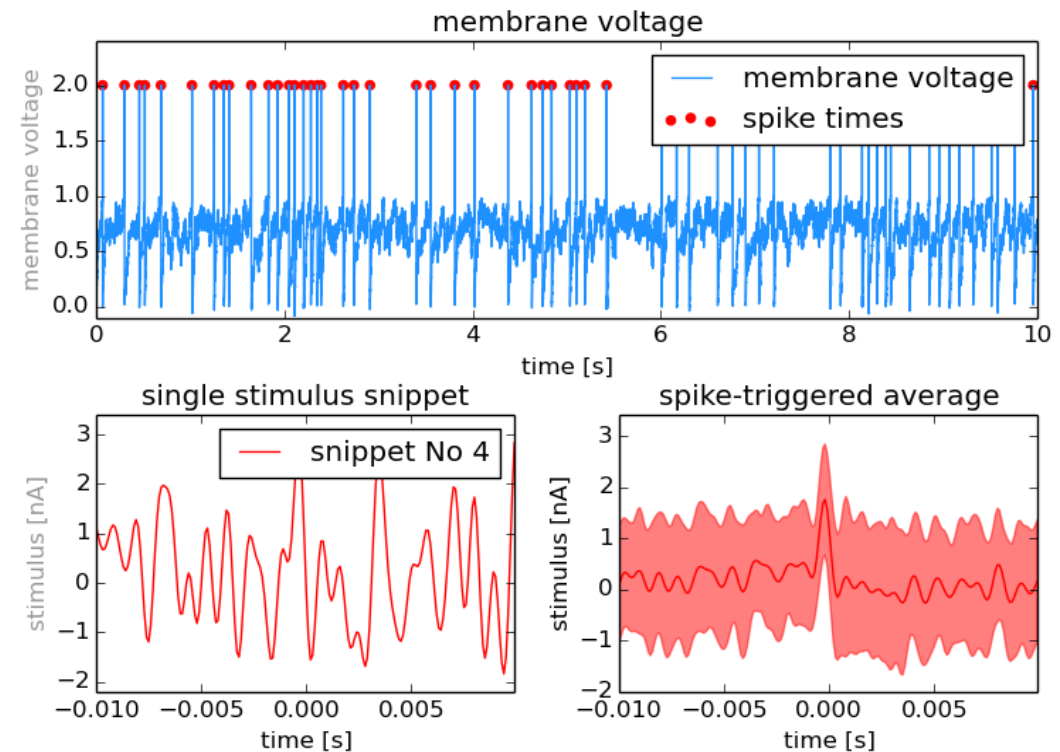 membrane voltage
membrane voltage
2.0
1.5
1.0
0.5
0.0
membrane voltage
spike times
0 2 4 6 8 10
time [s]
single stimulus snippet
stimulus [nA]
3
2
1
0
−1
−2
snippet No 4
−0.010 −0.005 0.000 0.005
time [s]
spike-triggered average
stimulus [nA]
3
2
1
0
−1
−2
−0.010 −0.005 0.000 0.005
time [s]